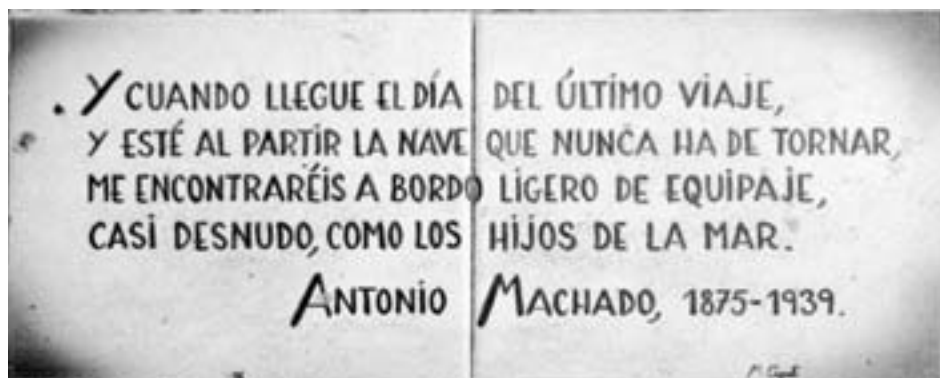 . Y CUANDO LLEGUE EL DÍA DEL ÚLTIMO VIAJE,
Y ESTÉ AL PARTIR LA NAVE QUE NUNCA HA DE TORNAR,
ME ENCONTRARÉIS A BORDO LIGERO DE EQUIPAJE,
CASI DESNUDO, COMO LOS HIJOS DE LA MAR.
ANTONIO MACHADO, 1875-1939.